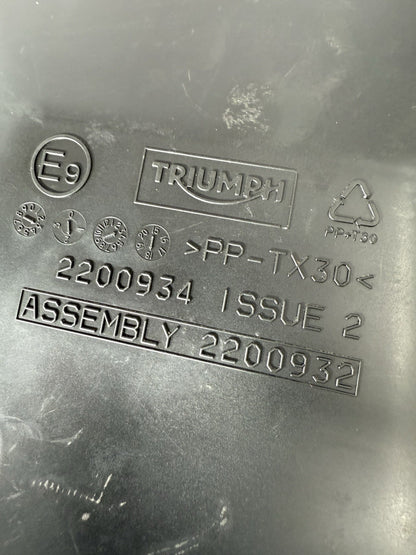 E9
TRIUMPH
PP-T30
>PP-TX30<
2200934 ISSUE 2
ASSEMBLY 2200932